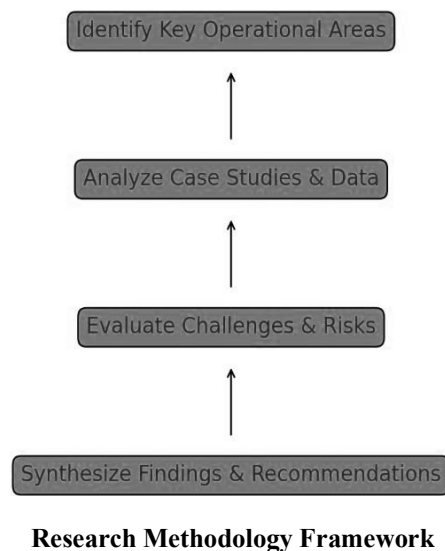 Identify Key Operational Areas
Analyze Case Studies & Data
Evaluate Challenges & Risks
Synthesize Findings & Recommendations
Research Methodology Framework